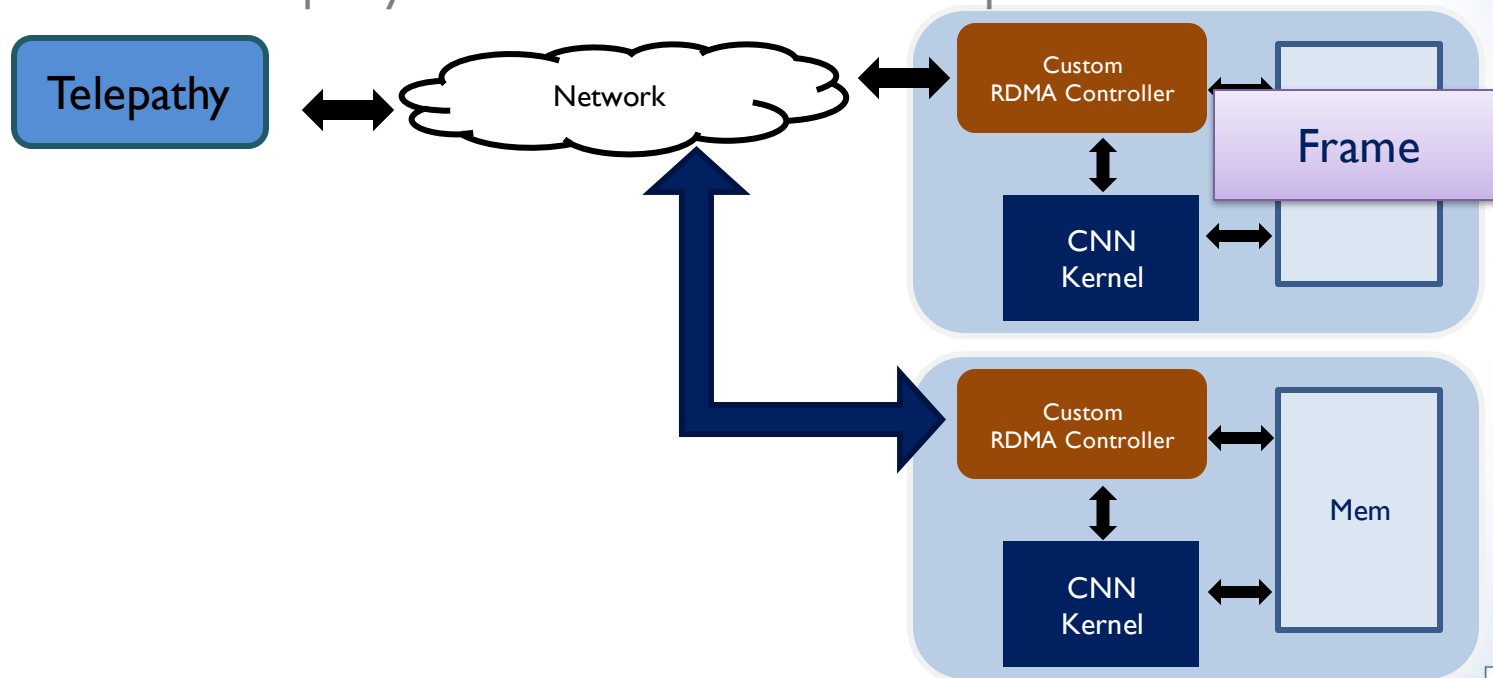 Telepathy
Network
Custom
RDMA Controller
Frame
CNN
Kernel
Custom
RDMA Controller
Mem
CNN
Kernel